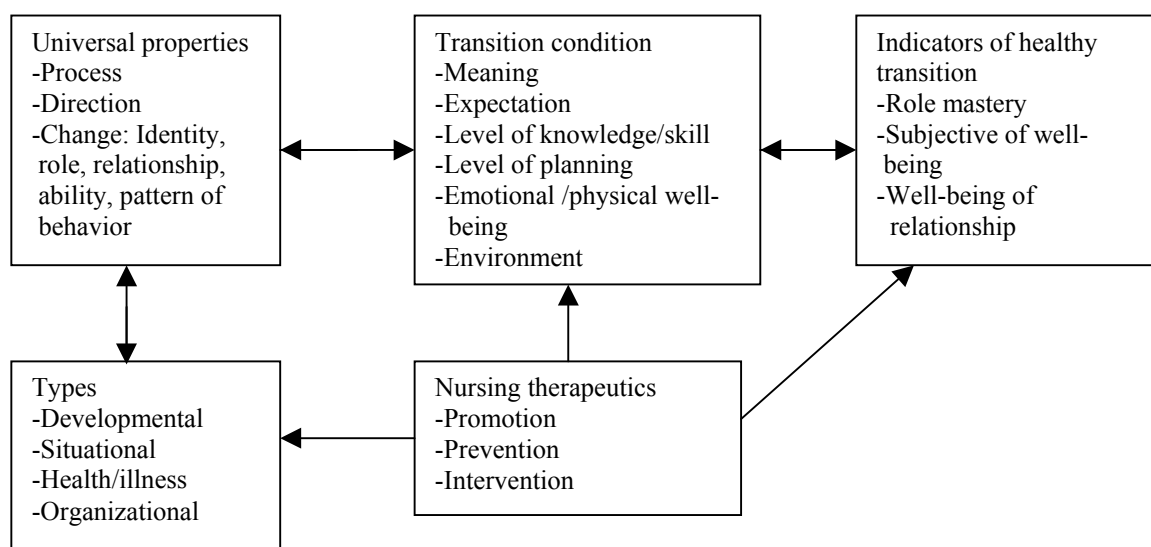 Universal properties
-Process
-Direction
-Change: Identity,
role, relationship,
ability, pattern of
behavior
Transition condition
-Meaning
-Expectation
-Level of knowledge/skill
-Level of planning
-Emotional /physical well-
being
-Environment
Indicators of healthy
transition
-Role mastery
-Subjective of well-
being
-Well-being of
relationship
Types
-Developmental
-Situational
-Health/illness
-Organizational
Nursing therapeutics
-Promotion
-Prevention
-Intervention